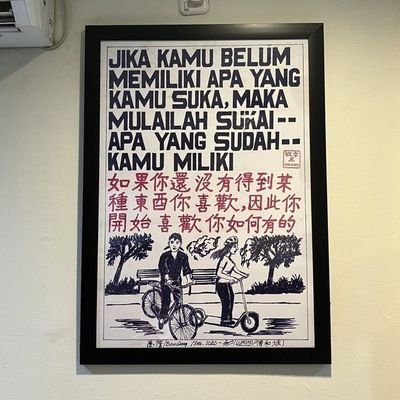 JIKA KAMU BELUM
MEMILIKI APA YANG
KAMU SUKA, MAKA
MULAILAH SUKAI--
APA YANG SUDAH--
KAMU MILIKI
如果你還沒有得到某
種東酉你喜歡,因此你
開始喜歡你如何有的